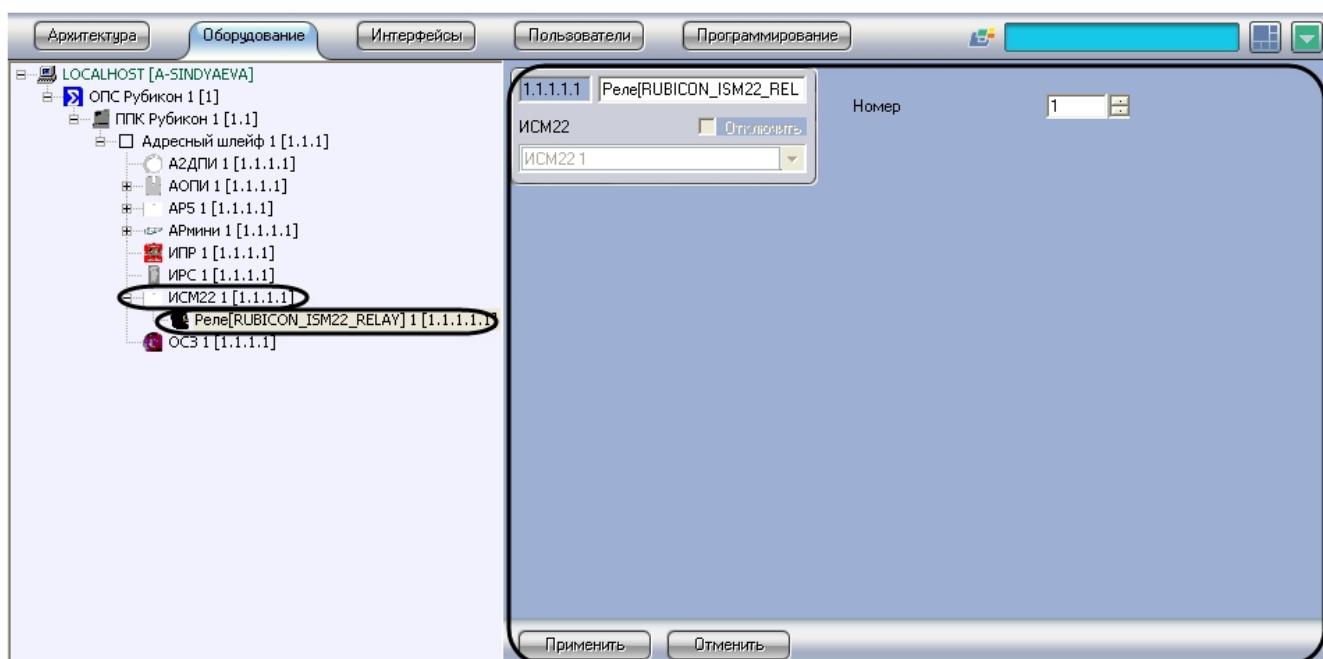 Архитектура Оборудование Интерфейсы Пользователи Программирование
LOCALHOST [A-SINDYAEVA]
ОПС Рубикон 1 [1]
ППК Рубикон 1 [1.1]
Адресный шлейф 1 [1.1.1]
А2ДПИ 1 [1.1.1.1]
АОПИ 1 [1.1.1.1]
АР5 1 [1.1.1.1]
АРмини 1 [1.1.1.1]
ИПР 1 [1.1.1.1]
ИРС 1 [1.1.1.1]
ИСМ22 1 [1.1.1.1]
Реле[RUBICON_ISM22_RELAY] 1 [1.1.1.1.1]
ОСЗ 1 [1.1.1.1]
1.1.1.1.1 Реле[RUBICON_ISM22_REL
ИСМ22 Отключить
ИСМ22 1
Номер 1
Применить Отменить